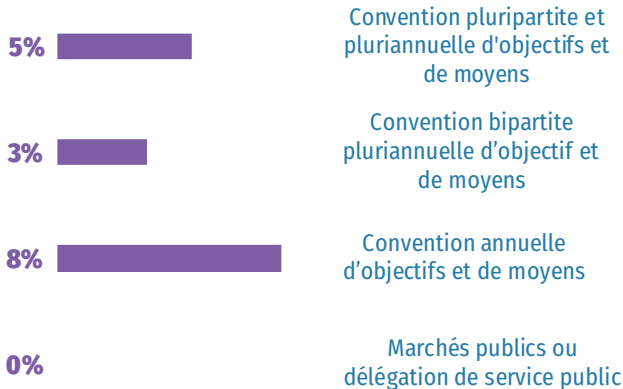 Convention pluripartite et
5%
pluriannuelle d'objectifs et
de moyens
Convention bipartite
3%
pluriannuelle d’objectif et
de moyens
Convention annuelle
8%
d’objectifs et de moyens
Marchés publics ou
0%
délégation de service public